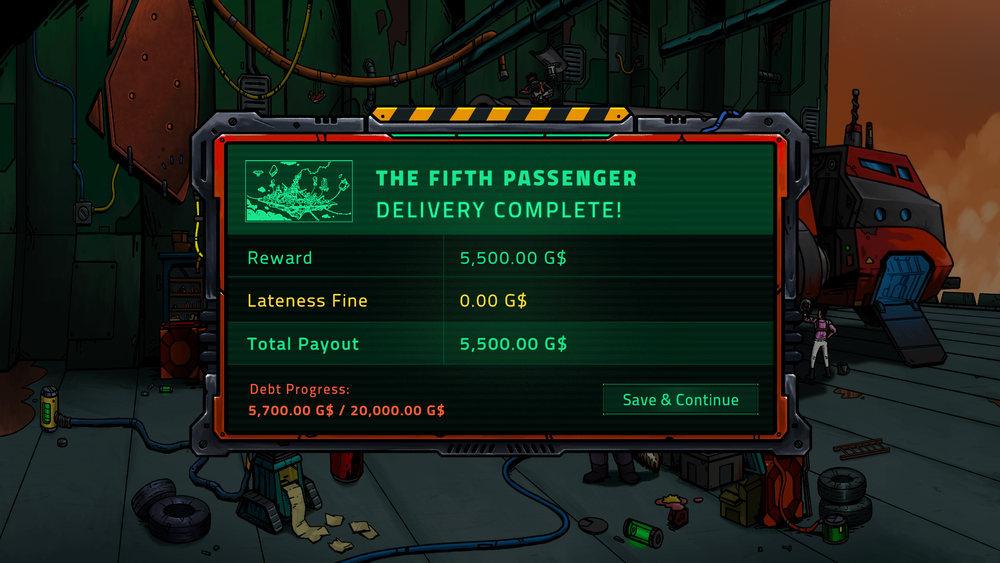 THE FIFTH PASSENGER
DELIVERY COMPLETE!
Reward 5,500.00 G$
Lateness Fine 0.00 G$
Total Payout 5,500.00 G$
Debt Progress:
5,700.00 G$ / 20,000.00 G$
Save & Continue